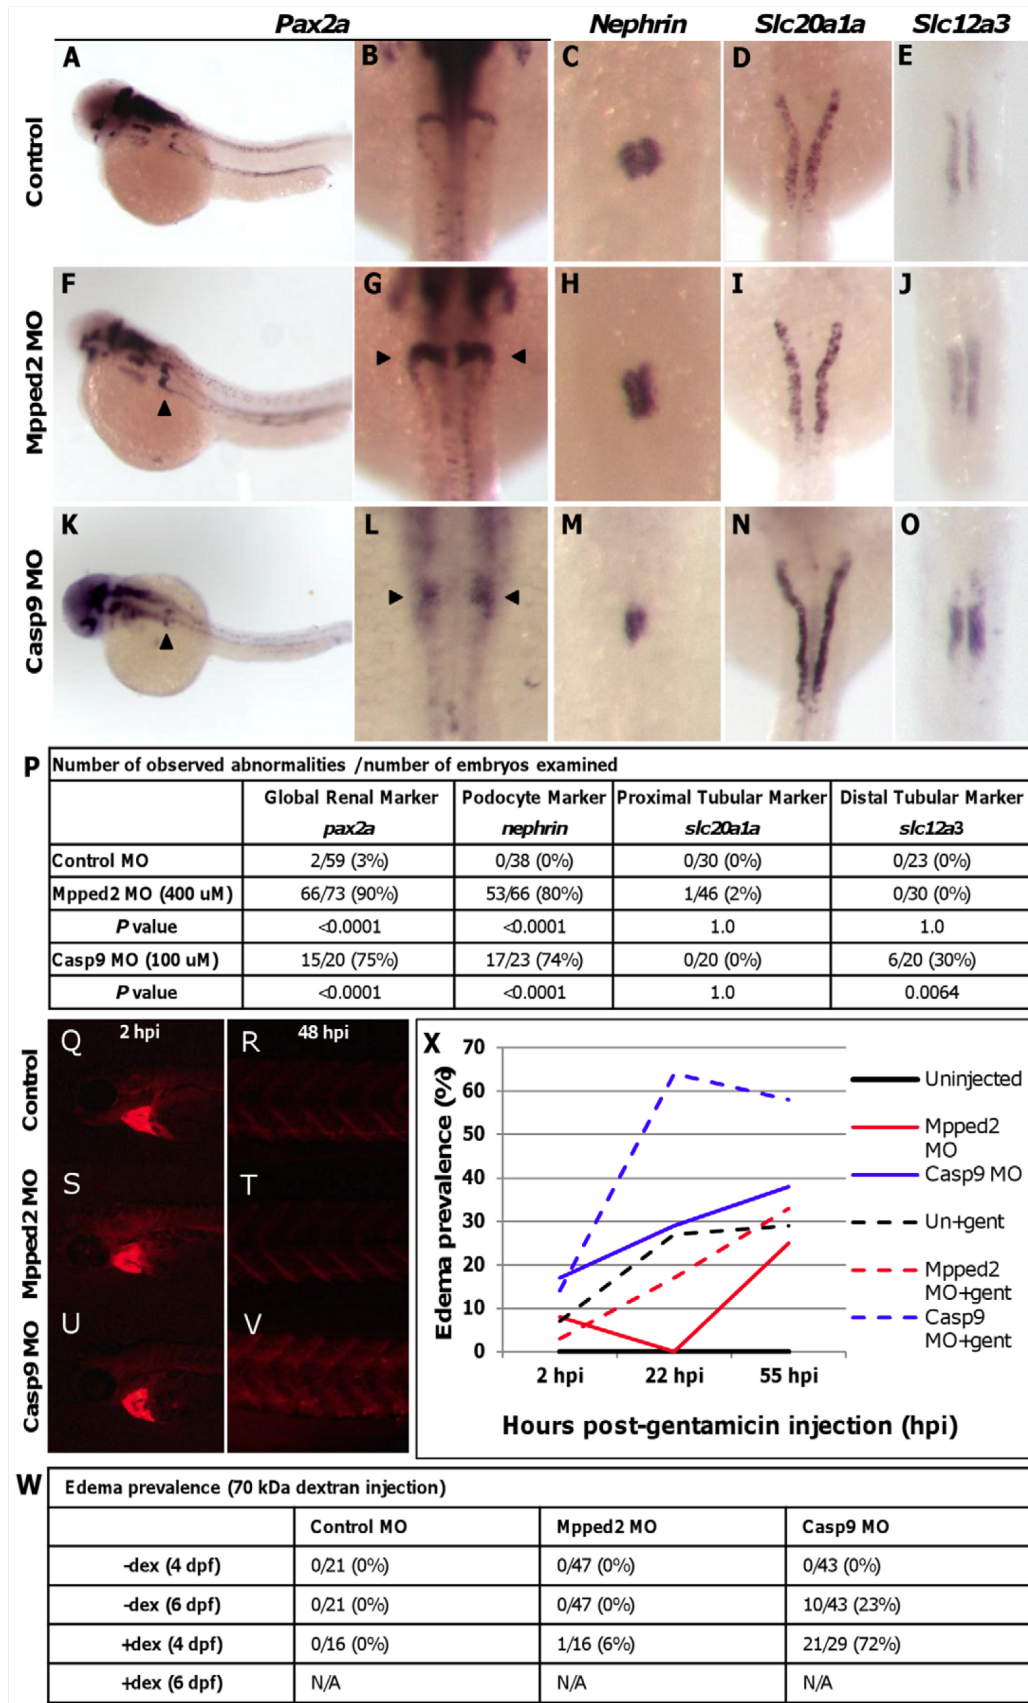 Pax2a Nephrin Slc20a1a Slc12a3
Control
A B C D E
Mpped2 MO
F G H I J
Casp9 MO
K L M N O
P
Number of observed abnormalities /number of embryos examined
Global Renal Marker Podocyte Marker Proximal Tubular Marker Distal Tubular Marker
pax2a nephrin slc20a1a slc12a3
Control MO 2/59 (3%) 0/38 (0%) 0/30 (0%) 0/23 (0%)
Mpped2 MO (400 uM) 66/73 (90%) 53/66 (80%) 1/46 (2%) 0/30 (0%)
P value <0.0001 <0.0001 1.0 1.0
Casp9 MO (100 uM) 15/20 (75%) 17/23 (74%) 0/20 (0%) 6/20 (30%)
P value <0.0001 <0.0001 1.0 0.0064
2 hpi 48 hpi
Control
Q R
Mpped2 MO
S T
Casp9 MO
U V
X
Edema prevalence (%)
70
60
50
40
30
20
10
0
2 hpi 22 hpi 55 hpi
Hours post-gentamicin injection (hpi)
Uninjected
Mpped2
MO
Casp9 MO
Un+gent
Mpped2
MO+gent
Casp9
MO+gent
W
Edema prevalence (70 kDa dextran injection)
Control MO Mpped2 MO Casp9 MO
-dex (4 dpf) 0/21 (0%) 0/47 (0%) 0/43 (0%)
-dex (6 dpf) 0/21 (0%) 0/47 (0%) 10/43 (23%)
+dex (4 dpf) 0/16 (0%) 1/16 (6%) 21/29 (72%)
+dex (6 dpf) N/A N/A N/A